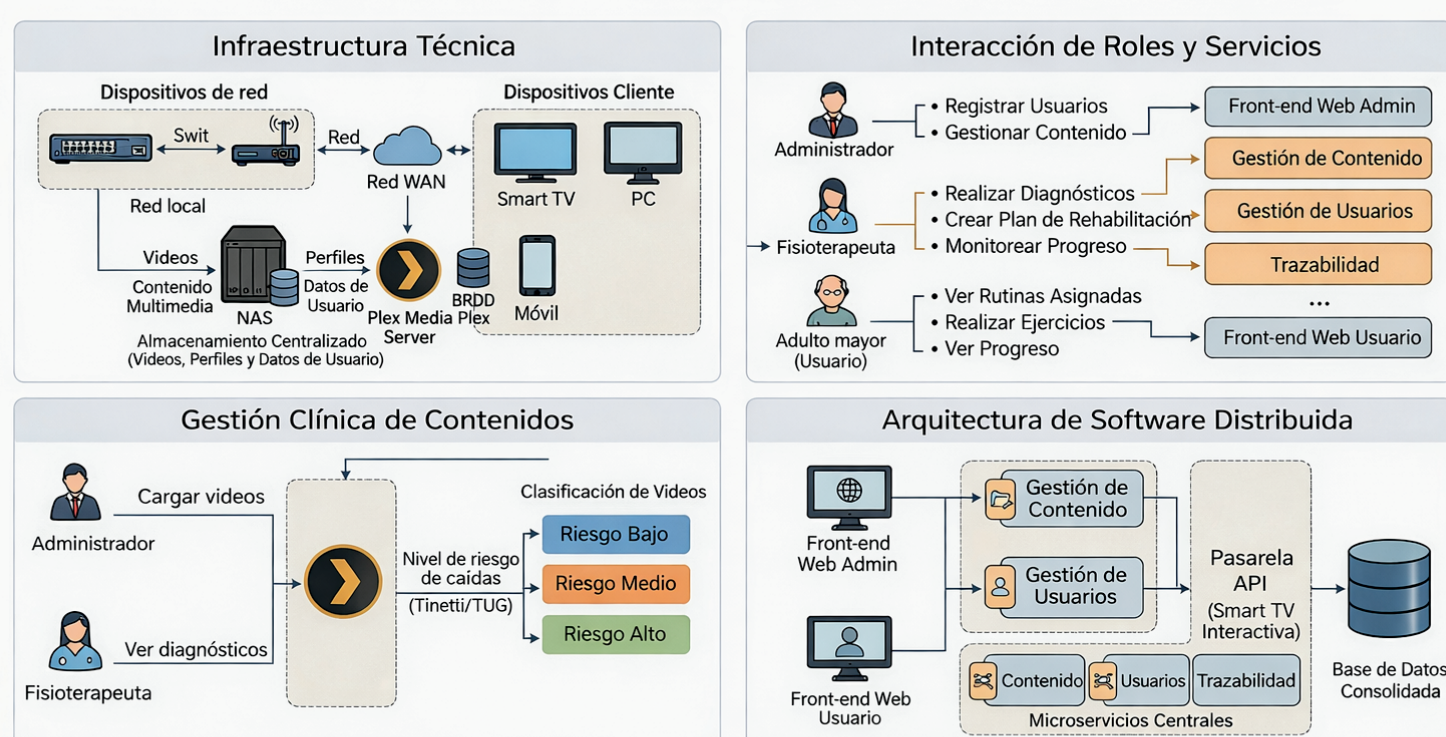 Infraestructura Técnica
Dispositivos de red
Dispositivos Cliente
Swit
Red
Red WAN
Smart TV
PC
Red local
Videos
Contenido
Multimedia
NAS
Perfiles
Datos de
Usuario
Plex Media
Server
BRDD
Plex
Móvil
Almacenamiento Centralizado
(Videos, Perfiles y Datos de Usuario)
Interacción de Roles y Servicios
Administrador
• Registrar Usuarios
• Gestionar Contenido
Front-end Web Admin
Gestión de Contenido
Fisioterapeuta
• Realizar Diagnósticos
• Crear Plan de Rehabilitación
• Monitorear Progreso
Gestión de Usuarios
Trazabilidad
...
Adulto mayor
(Usuario)
• Ver Rutinas Asignadas
• Realizar Ejercicios
• Ver Progreso
Front-end Web Usuario
Gestión Clínica de Contenidos
Administrador
Cargar videos
Fisioterapeuta
Ver diagnósticos
Nivel de riesgo
de caídas
(Tinetti/TUG)
Clasificación de Videos
Riesgo Bajo
Riesgo Medio
Riesgo Alto
Arquitectura de Software Distribuida
Front-end
Web Admin
Front-end Web
Usuario
Gestión de
Contenido
Gestión de
Usuarios
Pasarela
API
(Smart TV
Interactiva)
Contenido
Usuarios
Trazabilidad
Microservicios Centrales
Base de Datos
Consolidada